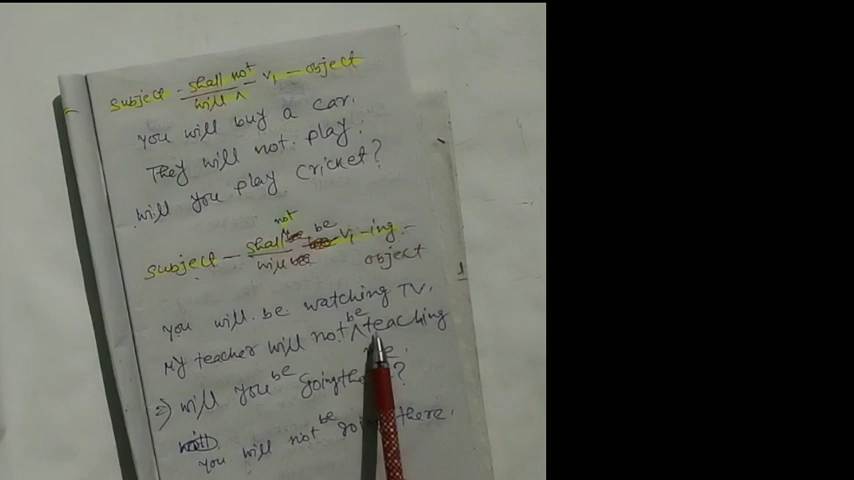 Subject - shall/will not V1 - object
You will buy a car.
They will not play.
Will you play cricket?
Subject - shall/will not be V1-ing - object
You will be watching TV.
My teacher will not be teaching
=) will you be going there?
You will not be going there.
1